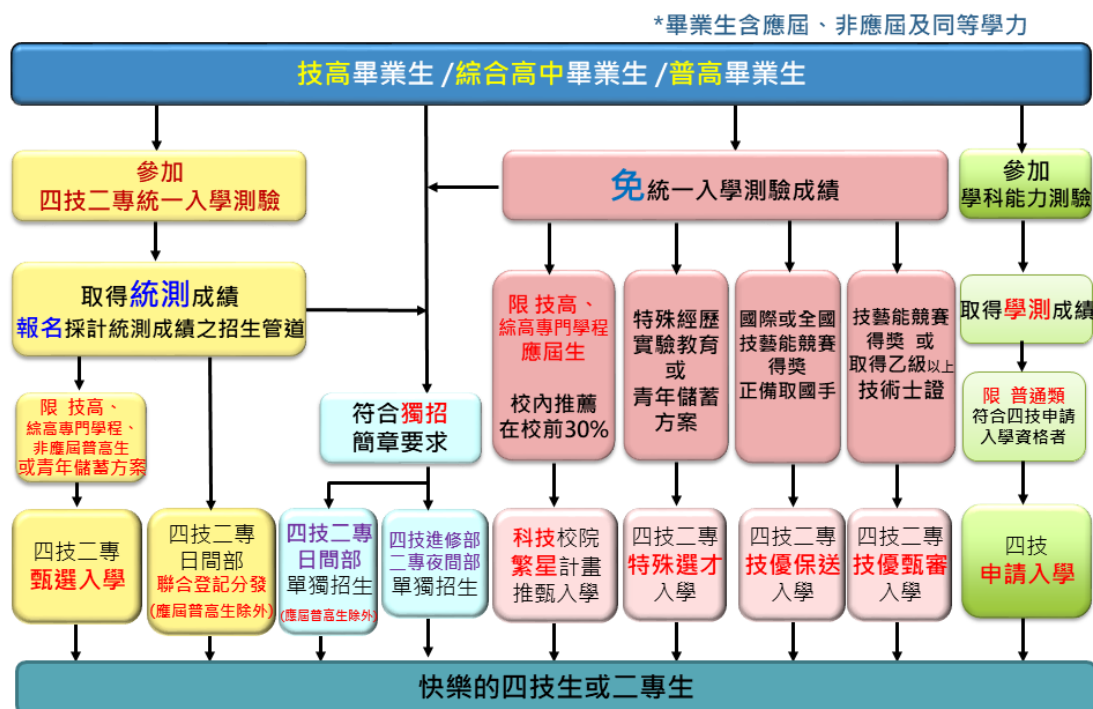 *畢業生含應屆、非應屆及同等學力
技高畢業生 /綜合高中畢業生 /普高畢業生
參加
四技二專統一入學測驗
免統一入學測驗成績
參加
學科能力測驗
取得統測成績
報名採計統測成績之招生管道
限 技高、
綜高專門學程
應屆生
校內推薦
在校前30%
特殊經歷
實驗教育
或
青年儲蓄
方案
國際或全國
技藝能競賽
得獎
正備取國手
技藝能競賽
得獎 或
取得乙級以上
技術士證
取得學測成績
限 技高、
綜高專門學程、
非應屆普高生
或青年儲蓄方案
符合獨招
簡章要求
限 普通類
符合四技申請
入學資格者
四技二專
甄選入學
四技二專
日間部
聯合登記分發
(應屆普高生除外)
四技二專
日間部
單獨招生
(應屆普高生除外)
四技進修部
二專夜間部
單獨招生
科技校院
繁星計畫
推甄入學
四技二專
特殊選才
入學
四技二專
技優保送
入學
四技二專
技優甄審
入學
四技
申請入學
快樂的四技生或二專生